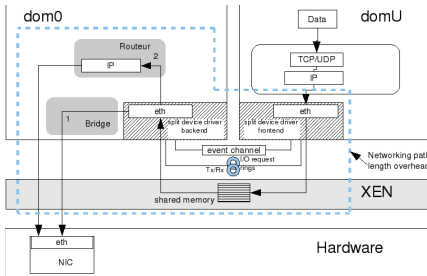 dom0
domU
Data
Routeur
2
IP
TCP/UDP
IP
1
Bridge
eth
split device driver
backend
eth
split device driver
frontend
event channel
I/O request
rings
Tx/Rx
Networking path
length overhead
shared memory
XEN
eth
NIC
Hardware